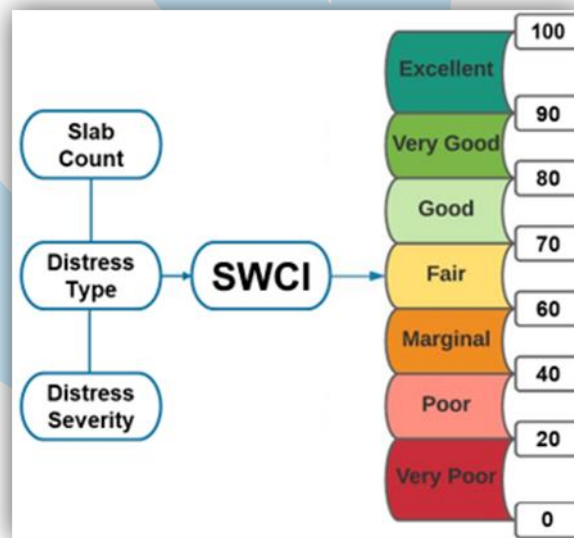 Slab
Count
Distress
Type
Distress
Severity
SWCI
100
Excellent
90
Very Good
80
Good
70
Fair
60
Marginal
40
Poor
20
Very Poor
0